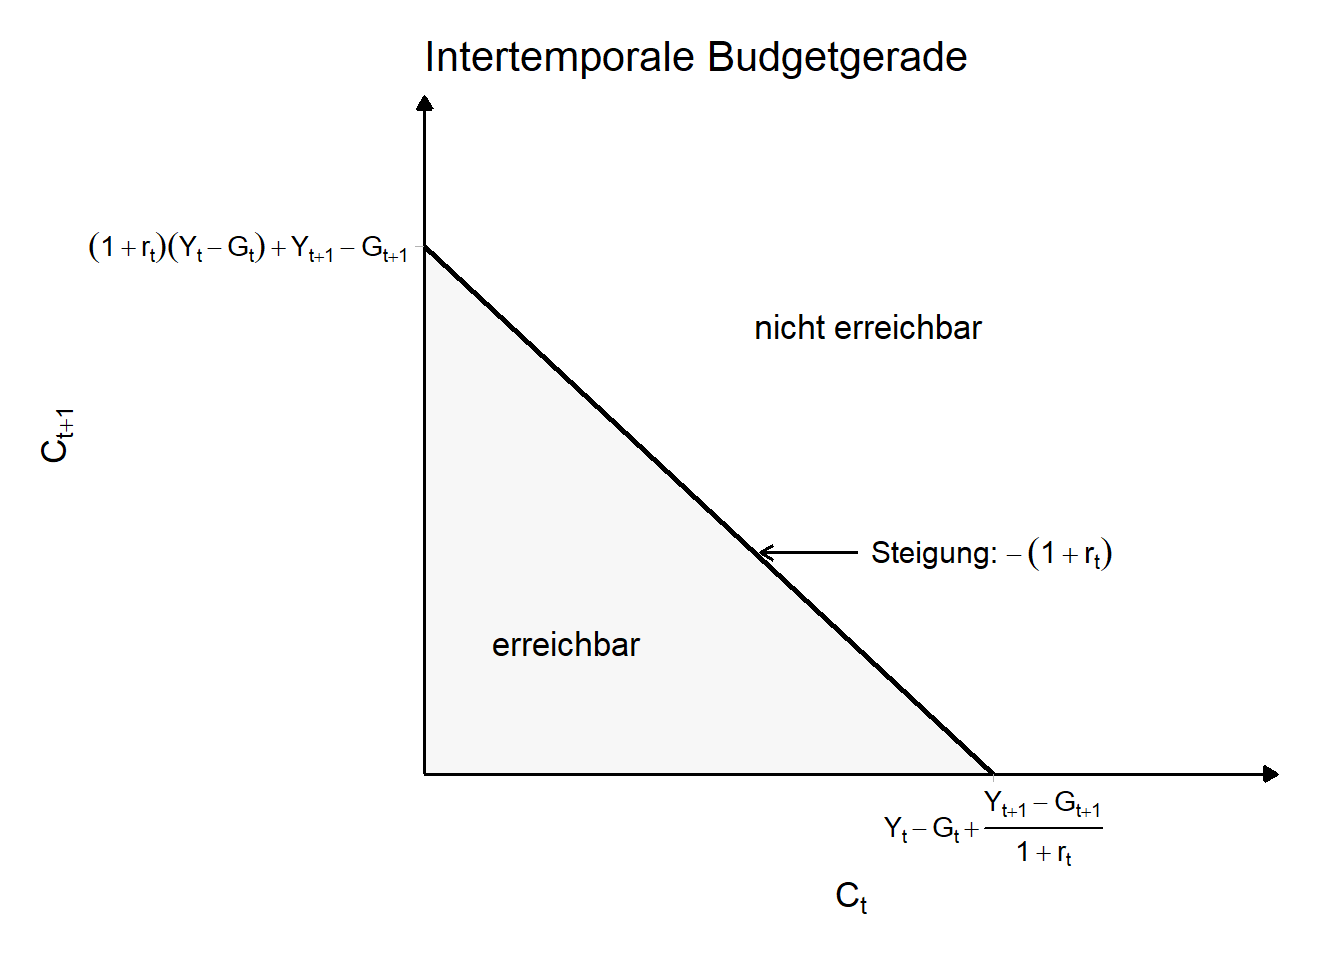 Intertemporale Budgetgerade
(1 + rₜ)(Yₜ − Gₜ) + Yₜ₊₁ − Gₜ₊₁
nicht erreichbar
Cₜ₊₁
Steigung: − (1 + rₜ)
erreichbar
Yₜ₊₁ − Gₜ₊₁
Yₜ − Gₜ +
1 + rₜ
Cₜ